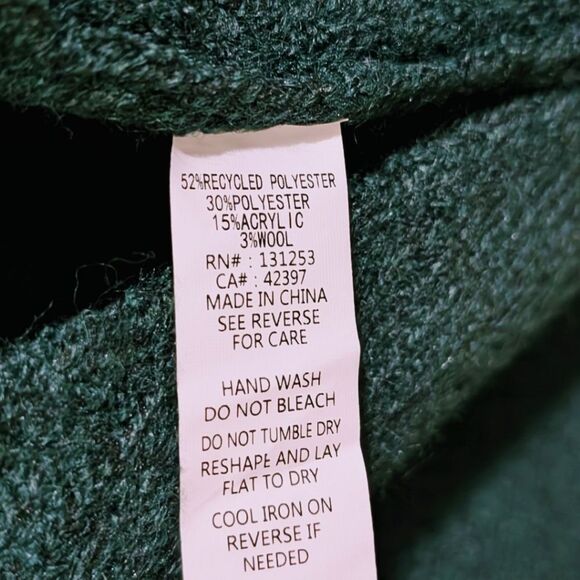 52%RECYCLED POLYESTER
30%POLYESTER
15%ACRYLIC
3%WOOL
RN# : 131253
CA# : 42397
MADE IN CHINA
SEE REVERSE
FOR CARE
HAND WASH
DO NOT BLEACH
DO NOT TUMBLE DRY
RESHAPE AND LAY
FLAT TO DRY
COOL IRON ON
REVERSE IF
NEEDED